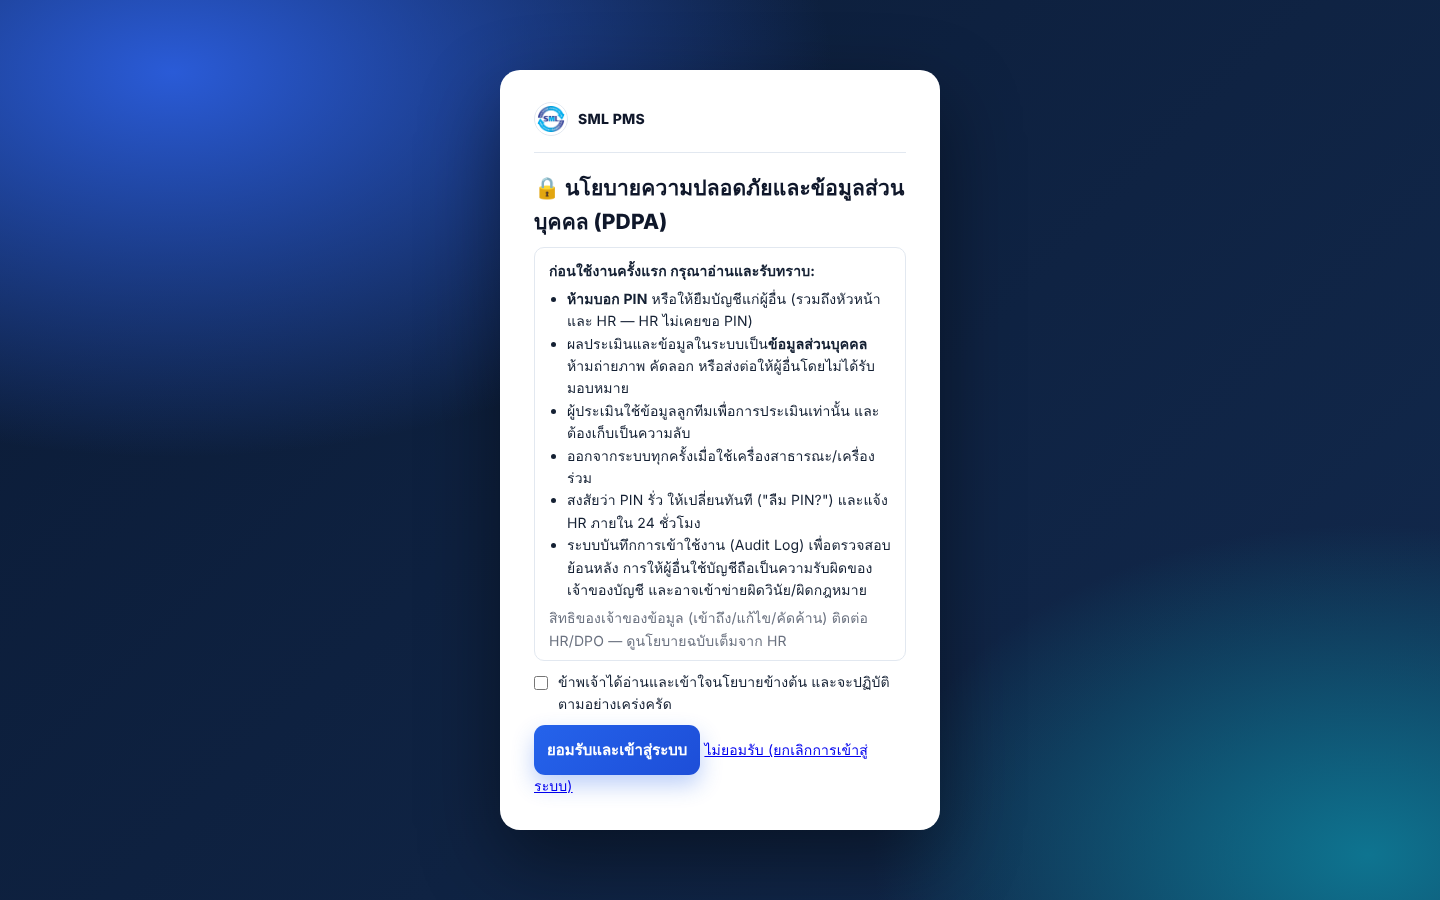 SML
SML PMS
🔒 นโยบายความปลอดภัยและข้อมูลส่วน
บุคคล (PDPA)
ก่อนใช้งานครั้งแรก กรุณาอ่านและรับทราบ:
• ห้ามบอก PIN หรือให้ยืมบัญชีแก่ผู้อื่น (รวมถึงหัวหน้า
และ HR — HR ไม่เคยขอ PIN)
• ผลประเมินและข้อมูลในระบบเป็นข้อมูลส่วนบุคคล
ห้ามถ่ายภาพ คัดลอก หรือส่งต่อให้ผู้อื่นโดยไม่ได้รับ
มอบหมาย
• ผู้ประเมินใช้ข้อมูลลูกทีมเพื่อการประเมินเท่านั้น และ
ต้องเก็บเป็นความลับ
• ออกจากระบบทุกครั้งเมื่อใช้เครื่องสาธารณะ/เครื่อง
ร่วม
• สงสัยว่า PIN รั่ว ให้เปลี่ยนทันที ("ลืม PIN?") และแจ้ง
HR ภายใน 24 ชั่วโมง
• ระบบบันทึกการเข้าใช้งาน (Audit Log) เพื่อตรวจสอบ
ย้อนหลัง การให้ผู้อื่นใช้บัญชีถือเป็นความรับผิดของ
เจ้าของบัญชี และอาจเข้าข่ายผิดวินัย/ผิดกฎหมาย
สิทธิของเจ้าของข้อมูล (เข้าถึง/แก้ไข/คัดค้าน) ติดต่อ
HR/DPO — ดูนโยบายฉบับเต็มจาก HR
ข้าพเจ้าได้อ่านและเข้าใจนโยบายข้างต้น และจะปฏิบัติ
ตามอย่างเคร่งครัด
ยอมรับและเข้าสู่ระบบ ไม่ยอมรับ (ยกเลิกการเข้าสู่
ระบบ)